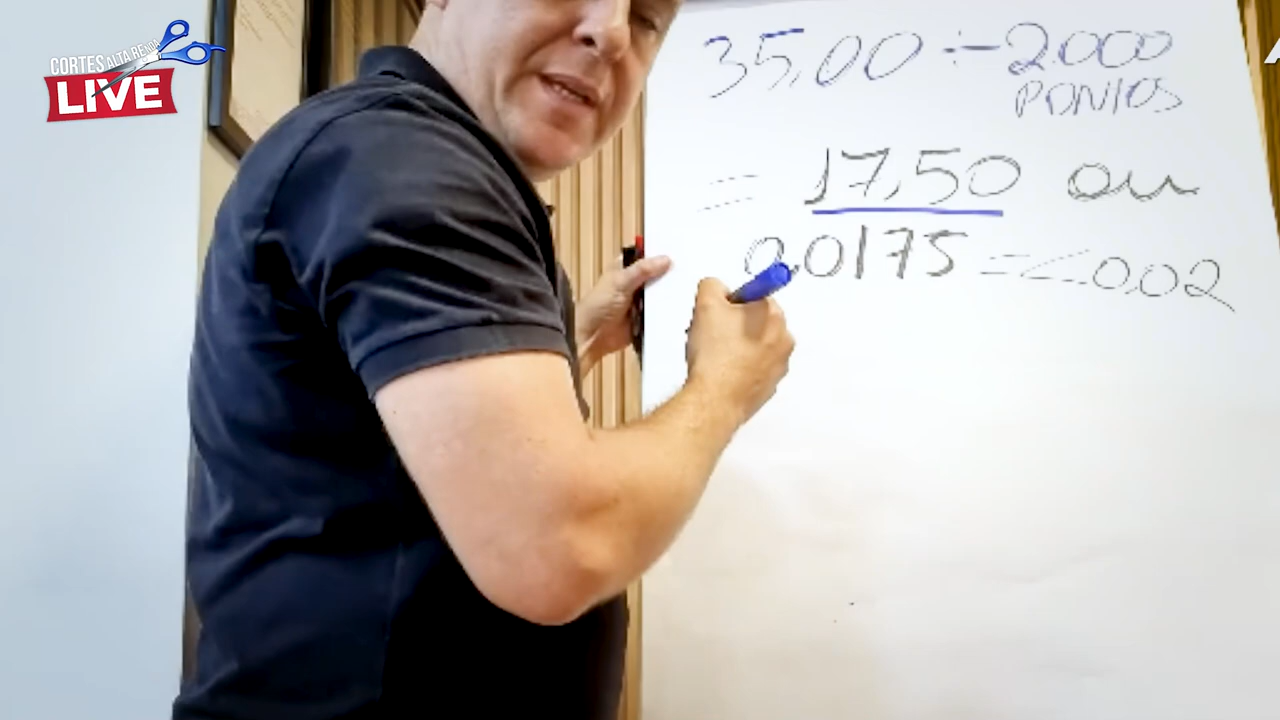 CORTES ALTA RENDA
LIVE
35,00 ÷ 2.000
PONTOS
= 17,50 ou
0,0175 = < 0,02